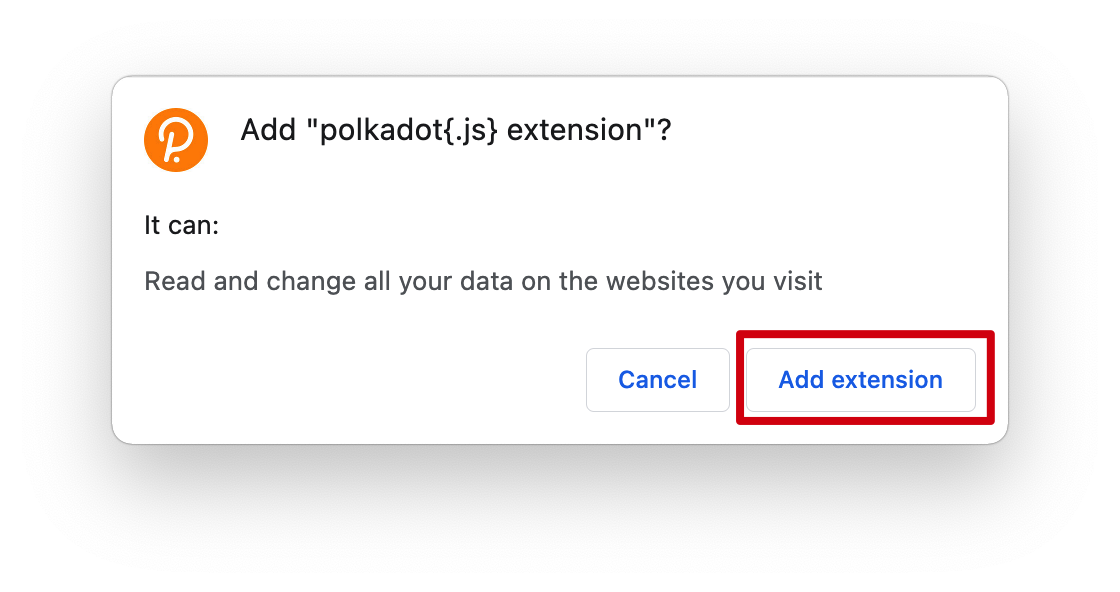 Add "polkadot{.js} extension"?
It can:
Read and change all your data on the websites you visit
Cancel
Add extension